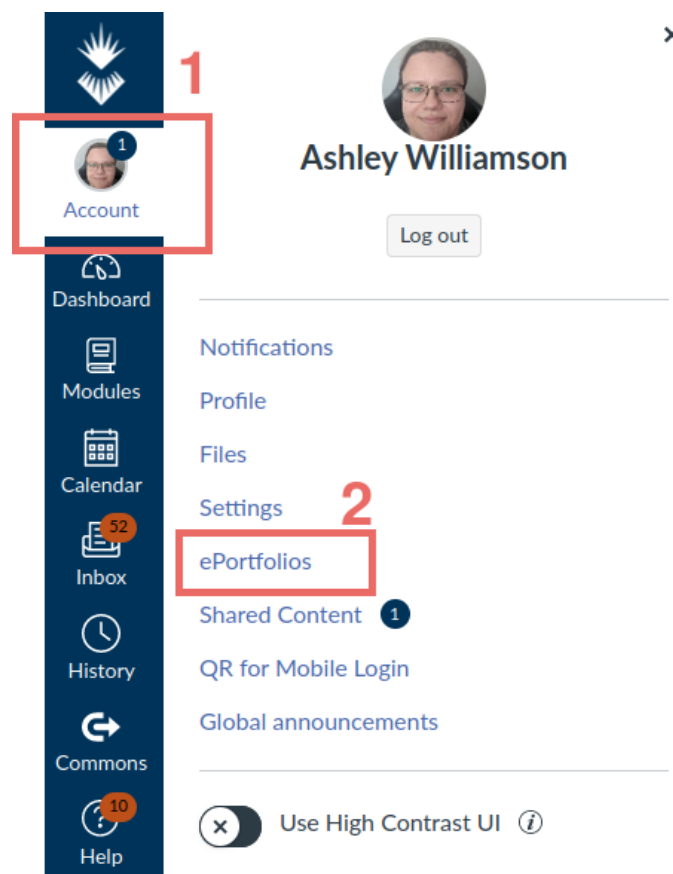 1
1
Account
Dashboard
Modules
Calendar
52
Inbox
History
Commons
10
Help
Ashley Williamson
Log out
Notifications
Profile
Files
Settings
2
ePortfolios
Shared Content 1
QR for Mobile Login
Global announcements
Use High Contrast UI i